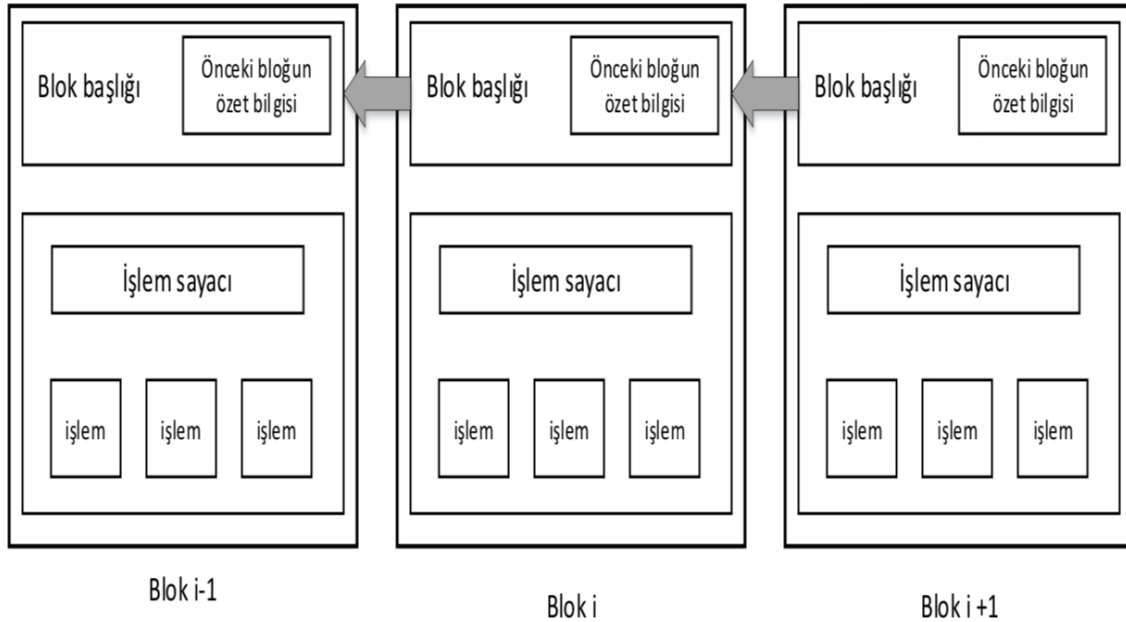 Blok başlığı
Önceki bloğun
özet bilgisi
İşlem sayacı
işlem
işlem
işlem
Blok i-1
Blok başlığı
Önceki bloğun
özet bilgisi
İşlem sayacı
işlem
işlem
işlem
Blok i
Blok başlığı
Önceki bloğun
özet bilgisi
İşlem sayacı
işlem
işlem
işlem
Blok i +1